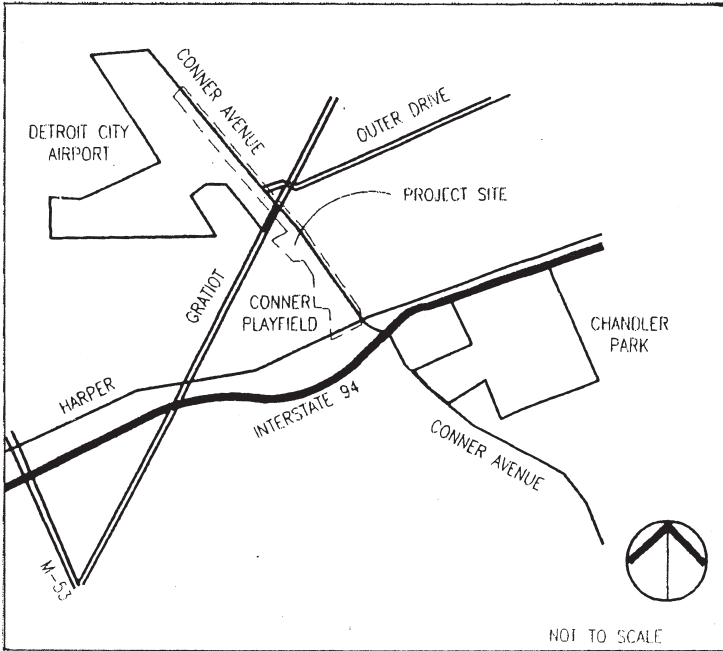 CONNER AVENUE
DETROIT CITY
AIRPORT
OUTER DRIVE
PROJECT SITE
GRATIOT
CONNER
PLAYFIELD
CHANDLER
PARK
HARPER
INTERSTATE 94
CONNER AVENUE
M-53
NOT TO SCALE